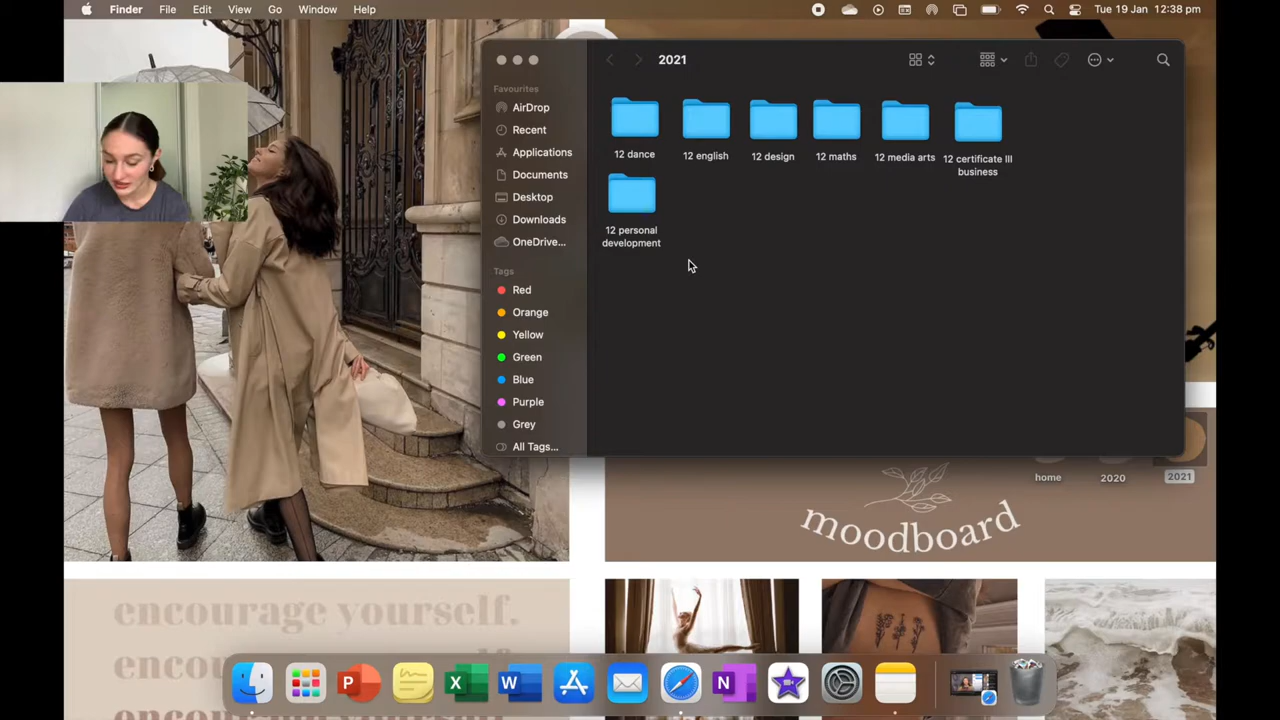 Finder File Edit View Go Window Help
Tue 19 Jan 12:38 pm
2021
Favourites
AirDrop
Recent
Applications
Documents
Desktop
Downloads
OneDrive...
Tags
Red
Orange
Yellow
Green
Blue
Purple
Grey
All Tags...
12 dance
12 english
12 design
12 maths
12 media arts
12 certificate III
business
12 personal
development
home
2020
2021
moodboard
encourage yourself.
P
X
W
N